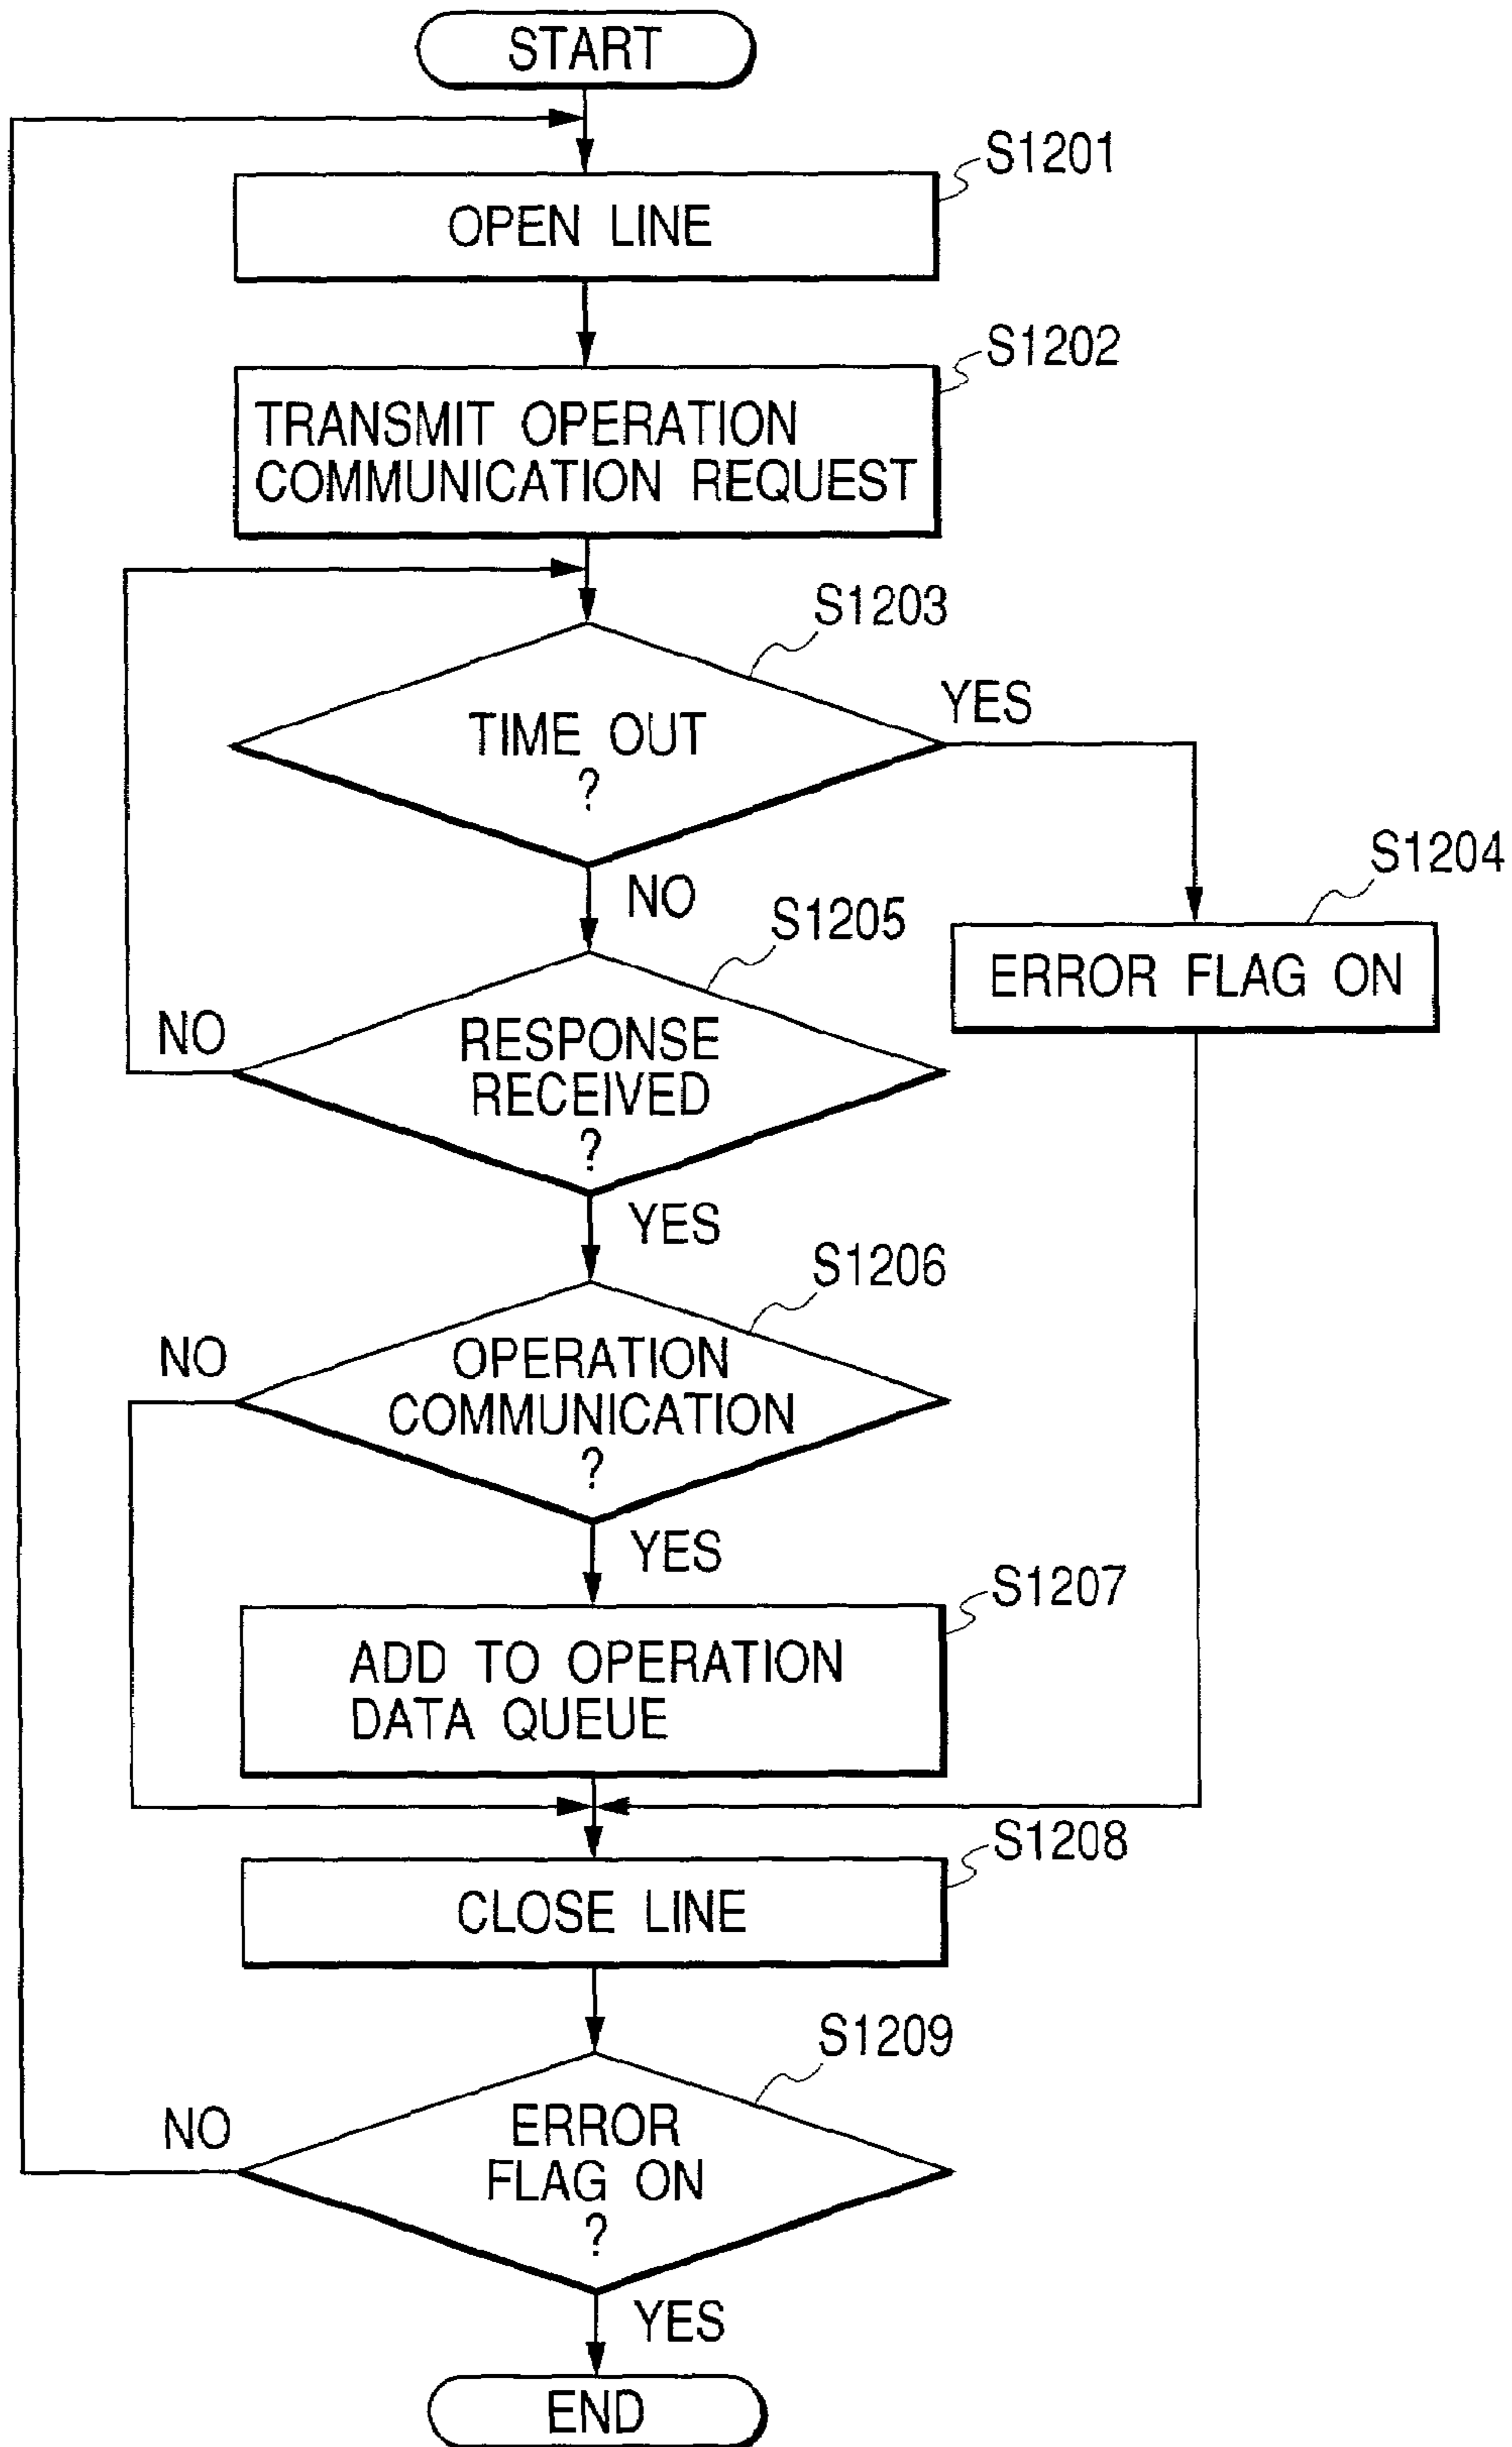 START
S1201
OPEN LINE
S1202
TRANSMIT OPERATION
COMMUNICATION REQUEST
S1203
TIME OUT
?
YES
NO
S1204
ERROR FLAG ON
S1205
RESPONSE
RECEIVED
?
NO
YES
S1206
OPERATION
COMMUNICATION
?
NO
YES
S1207
ADD TO OPERATION
DATA QUEUE
S1208
CLOSE LINE
S1209
ERROR
FLAG ON
?
NO
YES
END